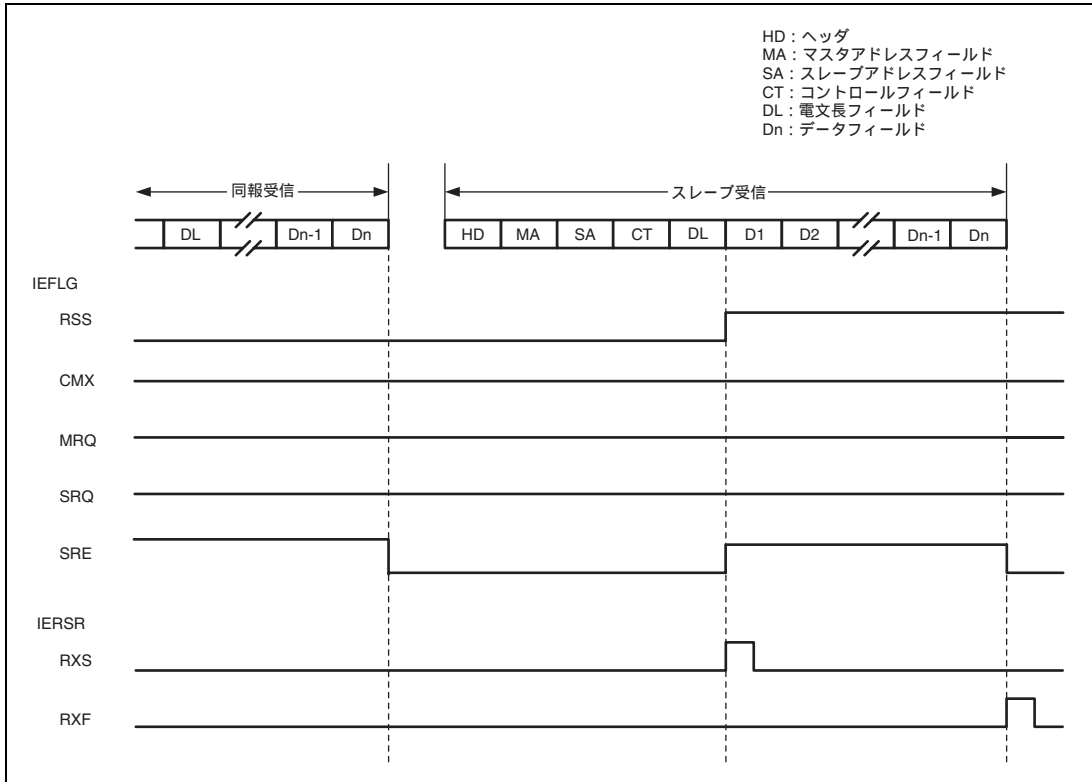 HD：ヘッダ
MA：マスタアドレスフィールド
SA：スレーブアドレスフィールド
CT：コントロールフィールド
DL：電文長フィールド
Dn：データフィールド
同報受信 スレーブ受信
DL Dn-1 Dn HD MA SA CT DL D1 D2 Dn-1 Dn
IEFLG
RSS
CMX
MRQ
SRQ
SRE
IERSR
RXS
RXF